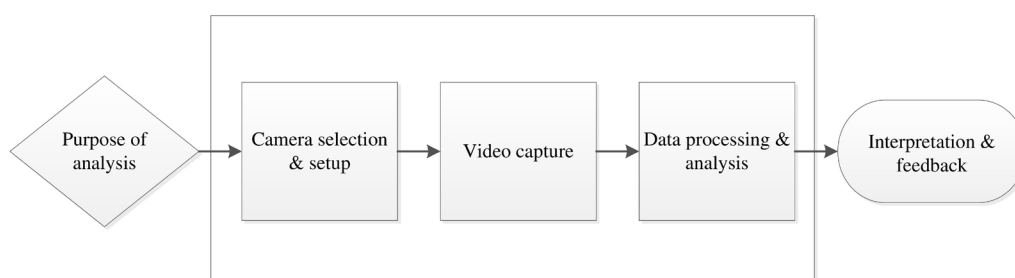 Purpose of
analysis
Camera selection
& setup
Video capture
Data processing &
analysis
Interpretation &
feedback